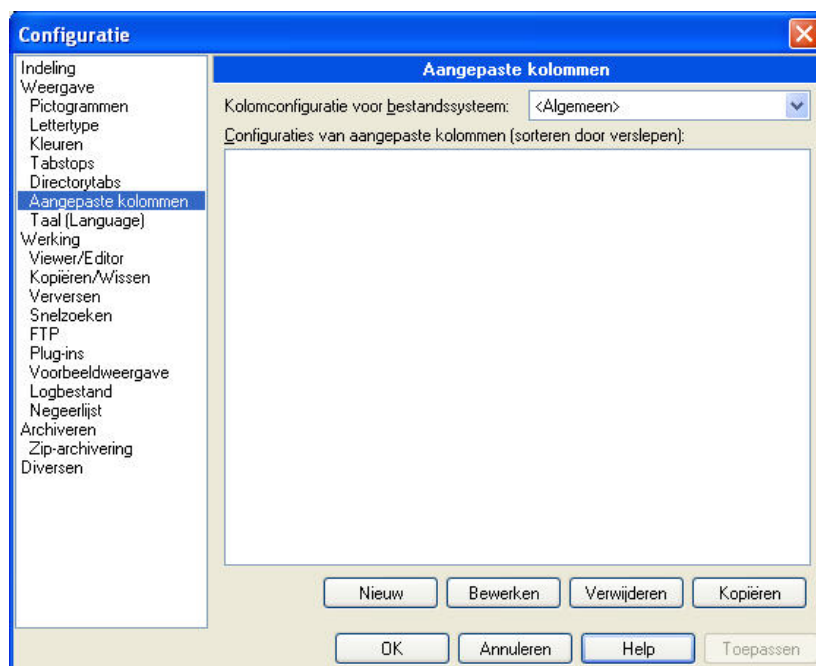 Configuratie
Indeling
Weergave
Pictogrammen
Lettertype
Kleuren
Tabstops
Directorytabs
Aangepaste kolommen
Taal (Language)
Werking
Viewer/Editor
Kopiëren/Wissen
Verversen
Snelzoeken
FTP
Plug-ins
Voorbeeldweergave
Logbestand
Negeerlijst
Archiveren
Zip-archivering
Diversen
Aangepaste kolommen
Kolomconfiguratie voor bestandssysteem: <Algemeen>
Configuraties van aangepaste kolommen (sorteren door verslepen):
Nieuw Bewerken Verwijderen Kopiëren
OK Annuleren Help Toepassen